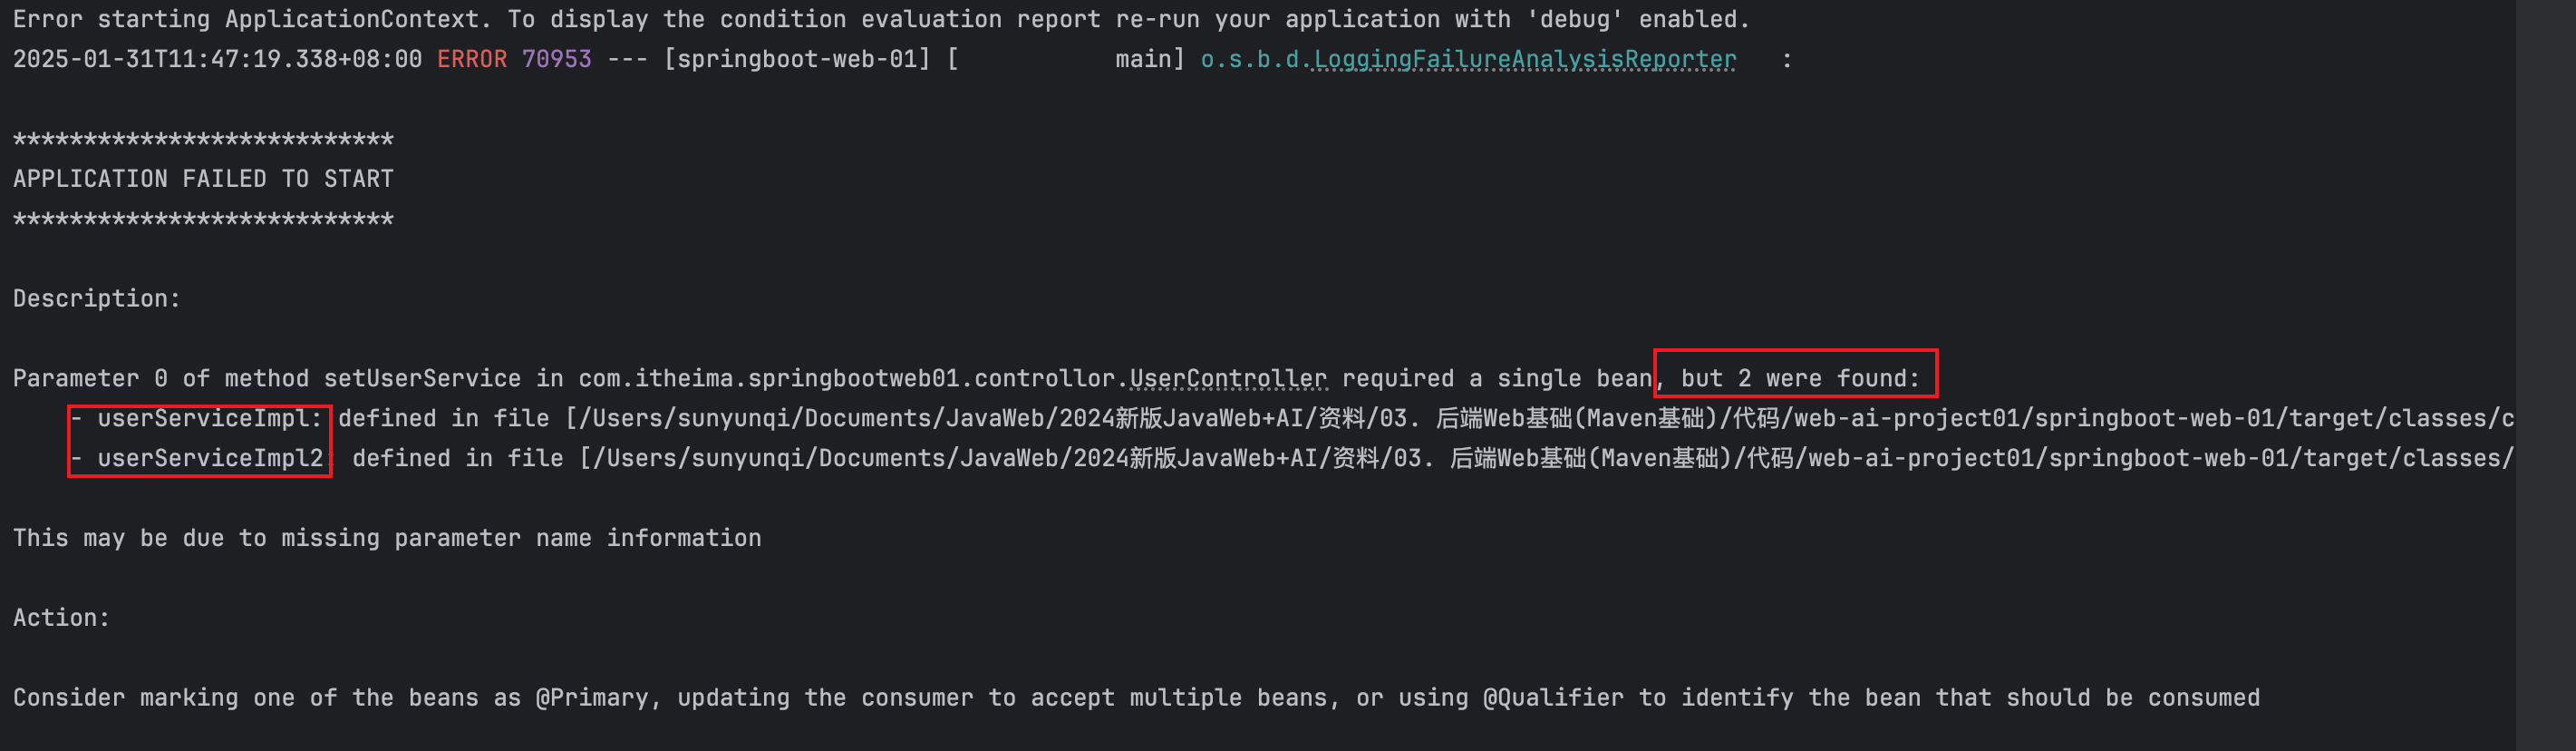 Error starting ApplicationContext. To display the condition evaluation report re-run your application with 'debug' enabled.
2025-01-31T11:47:19.338+08:00 ERROR 70953 --- [springboot-web-01] [           main] o.s.b.d.LoggingFailureAnalysisReporter   :
***************************
APPLICATION FAILED TO START
***************************
Description:
Parameter 0 of method setUserService in com.itheima.springbootweb01.controllor.UserController required a single bean, but 2 were found:
- userServiceImpl: defined in file [/Users/sunyunqi/Documents/JavaWeb/2024新版JavaWeb+AI/资料/03. 后端Web基础(Maven基础)/代码/web-ai-project01/springboot-web-01/target/classes/c
- userServiceImpl2: defined in file [/Users/sunyunqi/Documents/JavaWeb/2024新版JavaWeb+AI/资料/03. 后端Web基础(Maven基础)/代码/web-ai-project01/springboot-web-01/target/classes/
This may be due to missing parameter name information
Action:
Consider marking one of the beans as @Primary, updating the consumer to accept multiple beans, or using @Qualifier to identify the bean that should be consumed